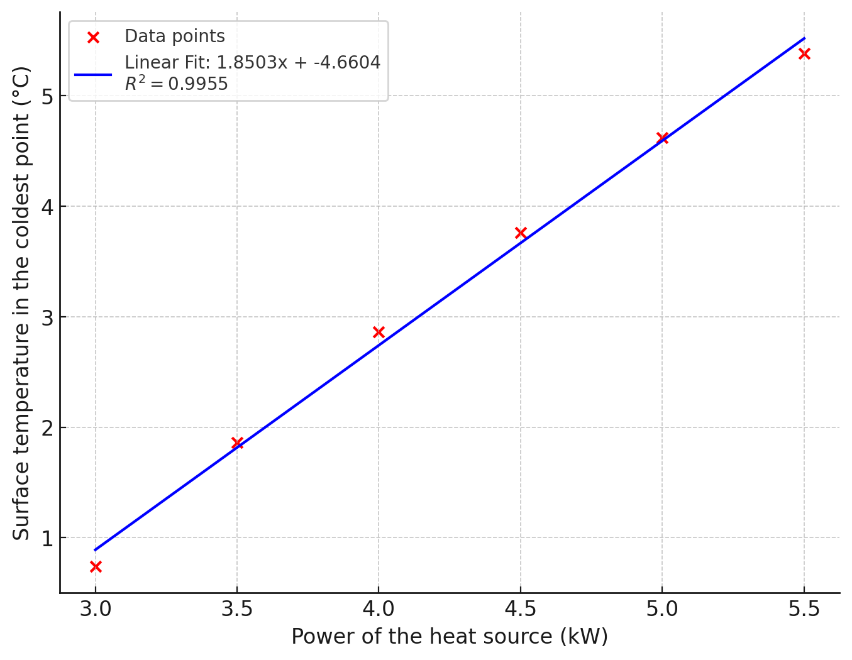 Data points
Linear Fit: 1.8503x + -4.6604
R² = 0.9955
Surface temperature in the coldest point (°C)
5
4
3
2
1
3.0 3.5 4.0 4.5 5.0 5.5
Power of the heat source (kW)